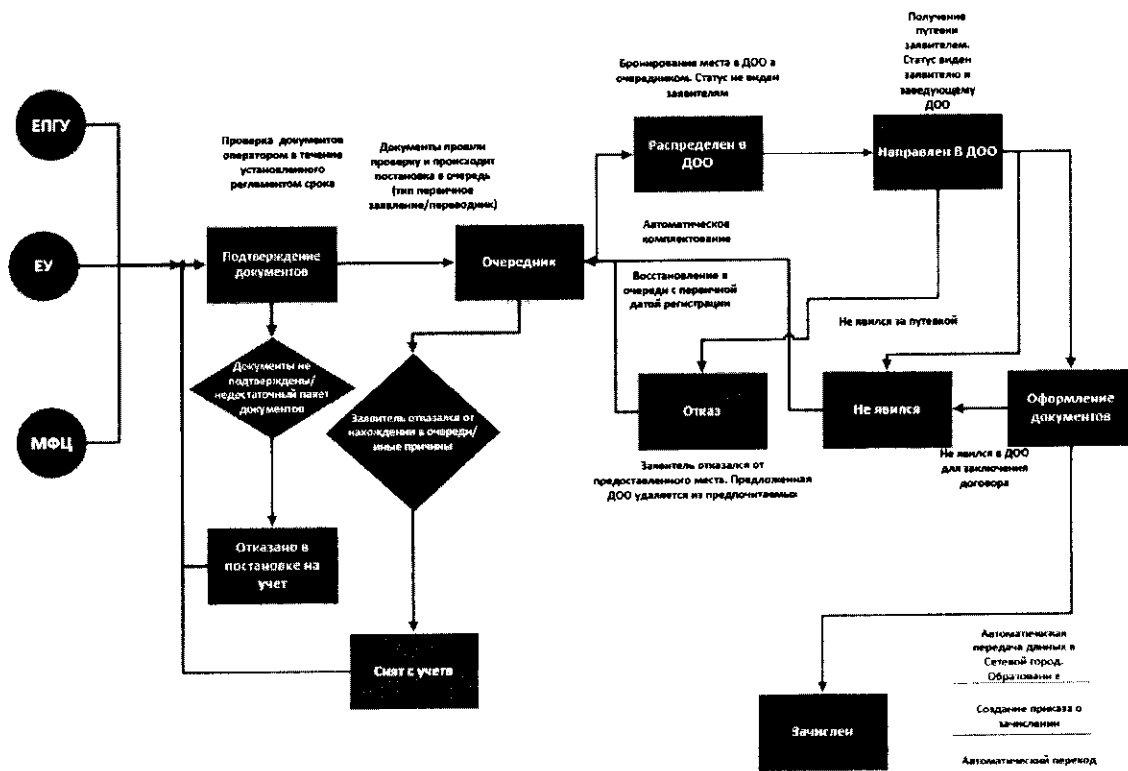 ЕПГУ
ЕУ
МФЦ
Проверка документов
оператором в течение
установленного
регламентом срока
Подтверждение
документов
Документы не
подтверждены/
недостаточный пакет
документов
Отказано в
постановке на
учет
Документы прошли
проверку и происходит
постановка в очередь
(тип первичное
заявление/переводник)
Очередник
Заявитель отказался от
нахождении в очереди/
иные причины
Снят с учета
Бронирование места в ДОО а
очередником. Статус не виден
заявителям
Распределен в
ДОО
Автоматическое
комплектование
Восстановление в
очереди с первичной
датой регистрации
Отказ
Заявитель отказался от
предоставленного места. Предложенная
ДОО удаляется из предпочитаемых
Получение
путевки
заявителем.
Статус виден
заявителю и
заведующему
ДОО
Направлен В ДОО
Не явился за путевкой
Не явился
Оформление
документов
Не явился в ДОО
для заключения
договора
Зачислен
Автоматическая
передача данных в
Сетевой город.
Образовани е
Создание приказа о
зачислении
Автоматический переход